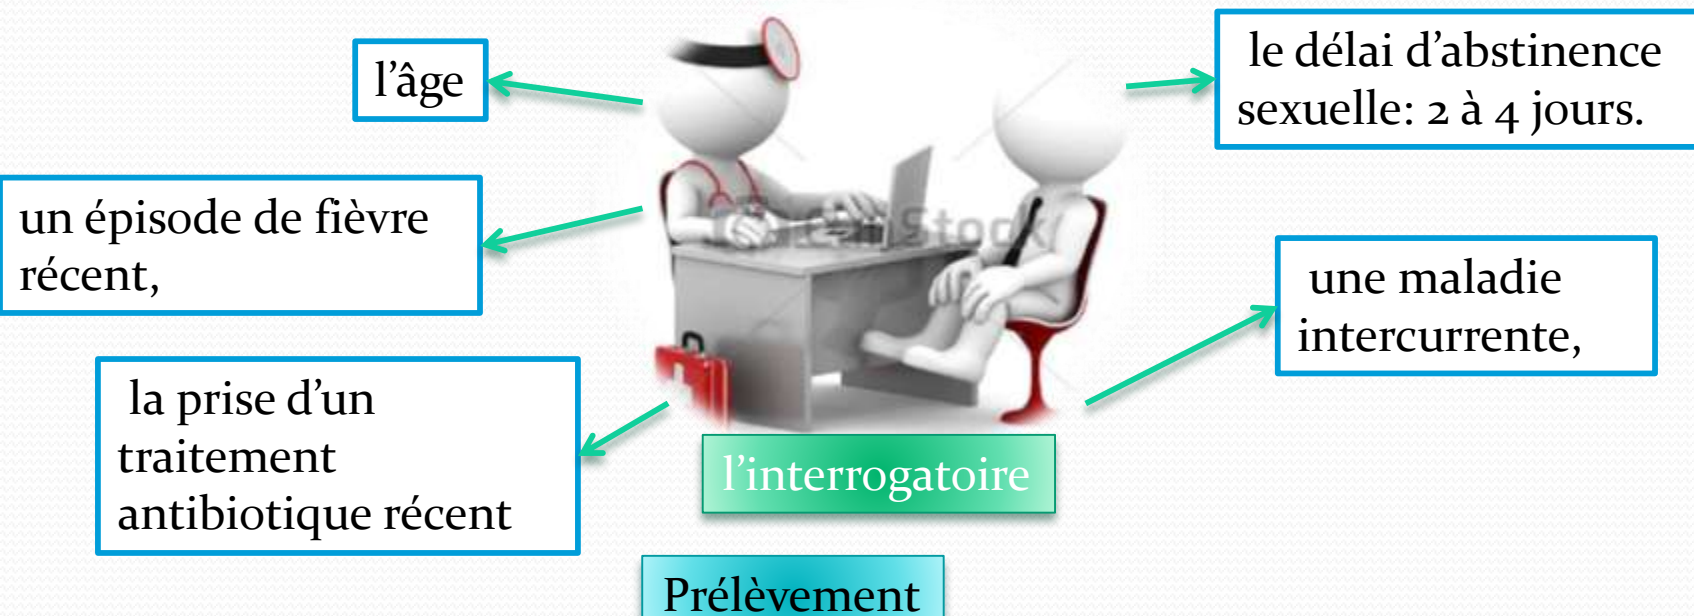 l'âge
le délai d'abstinence
sexuelle: 2 à 4 jours.
un épisode de fièvre
récent,
une maladie
intercurrente,
la prise d'un
traitement
antibiotique récent
l'interrogatoire
Prélèvement